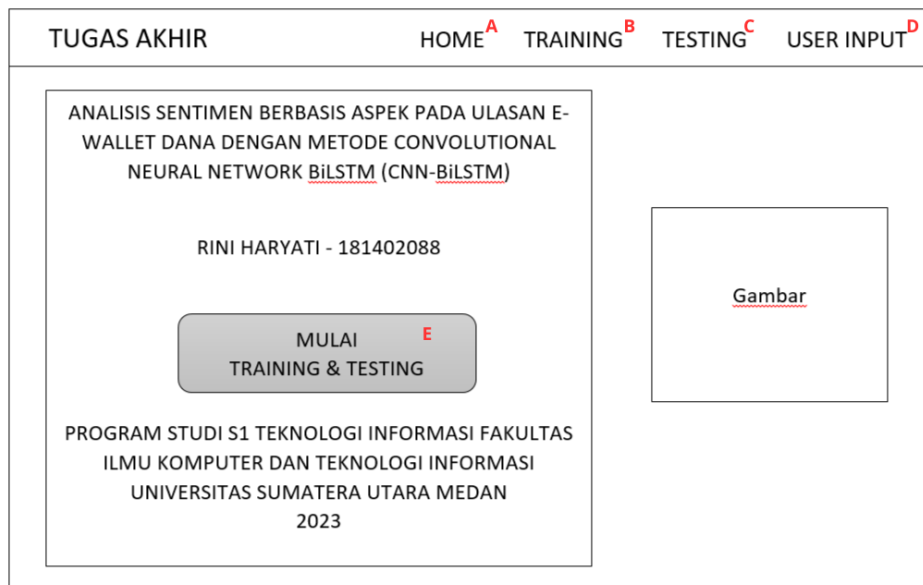 TUGAS AKHIR HOME A TRAINING B TESTING C USER INPUT D
ANALISIS SENTIMEN BERBASIS ASPEK PADA ULASAN E-
WALLET DANA DENGAN METODE CONVOLUTIONAL
NEURAL NETWORK BiLSTM (CNN-BiLSTM)
RINI HARYATI - 181402088
MULAI E
TRAINING & TESTING
PROGRAM STUDI S1 TEKNOLOGI INFORMASI FAKULTAS
ILMU KOMPUTER DAN TEKNOLOGI INFORMASI
UNIVERSITAS SUMATERA UTARA MEDAN
2023
Gambar